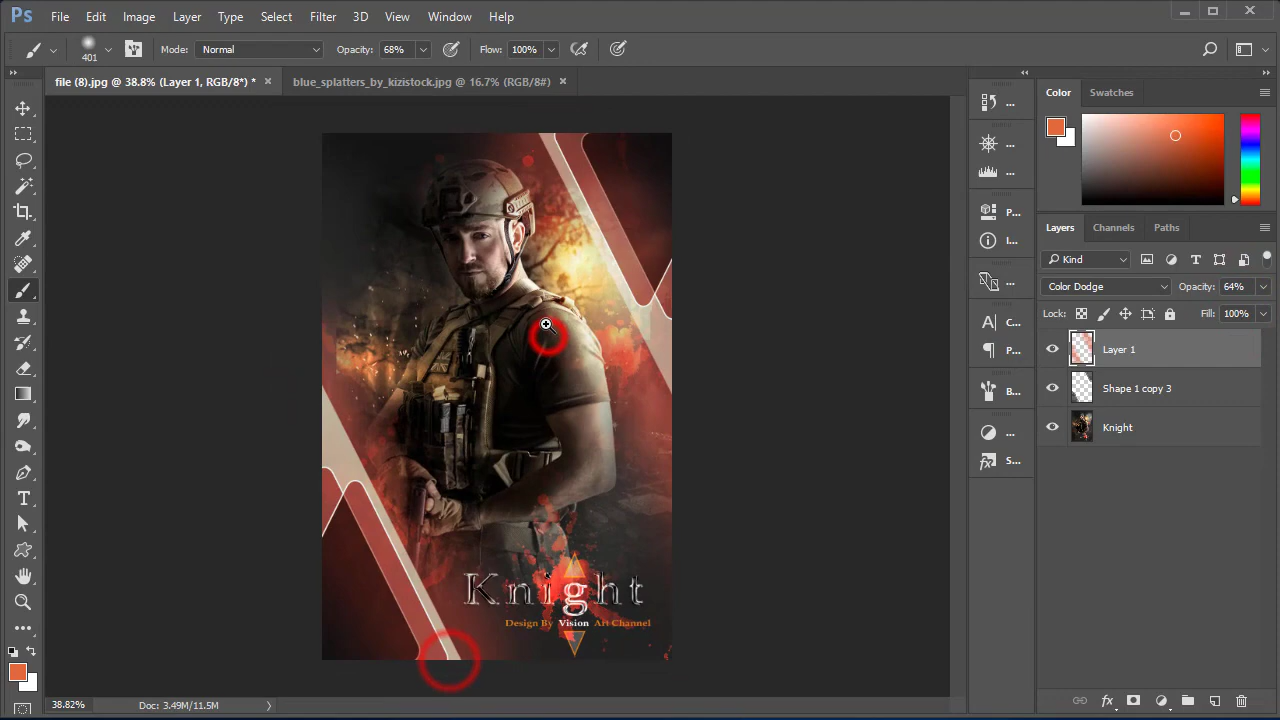 Ps File Edit Image Layer Type Select Filter 3D View Window Help
401 Mode: Normal Opacity: 68% Flow: 100%
file (8).jpg @ 38.8% (Layer 1, RGB/8*) * × blue_splatters_by_kizistock.jpg @ 16.7% (RGB/8#) ×
Color Swatches
...
...
...
P...
I...
...
C...
P...
B...
...
S...
Layers Channels Paths
Kind
Color Dodge Opacity: 64%
Lock: Fill: 100%
Layer 1
Shape 1 copy 3
Knight
Knight
Design By Vision Art Channel
38.82% Doc: 3.49M/11.5M